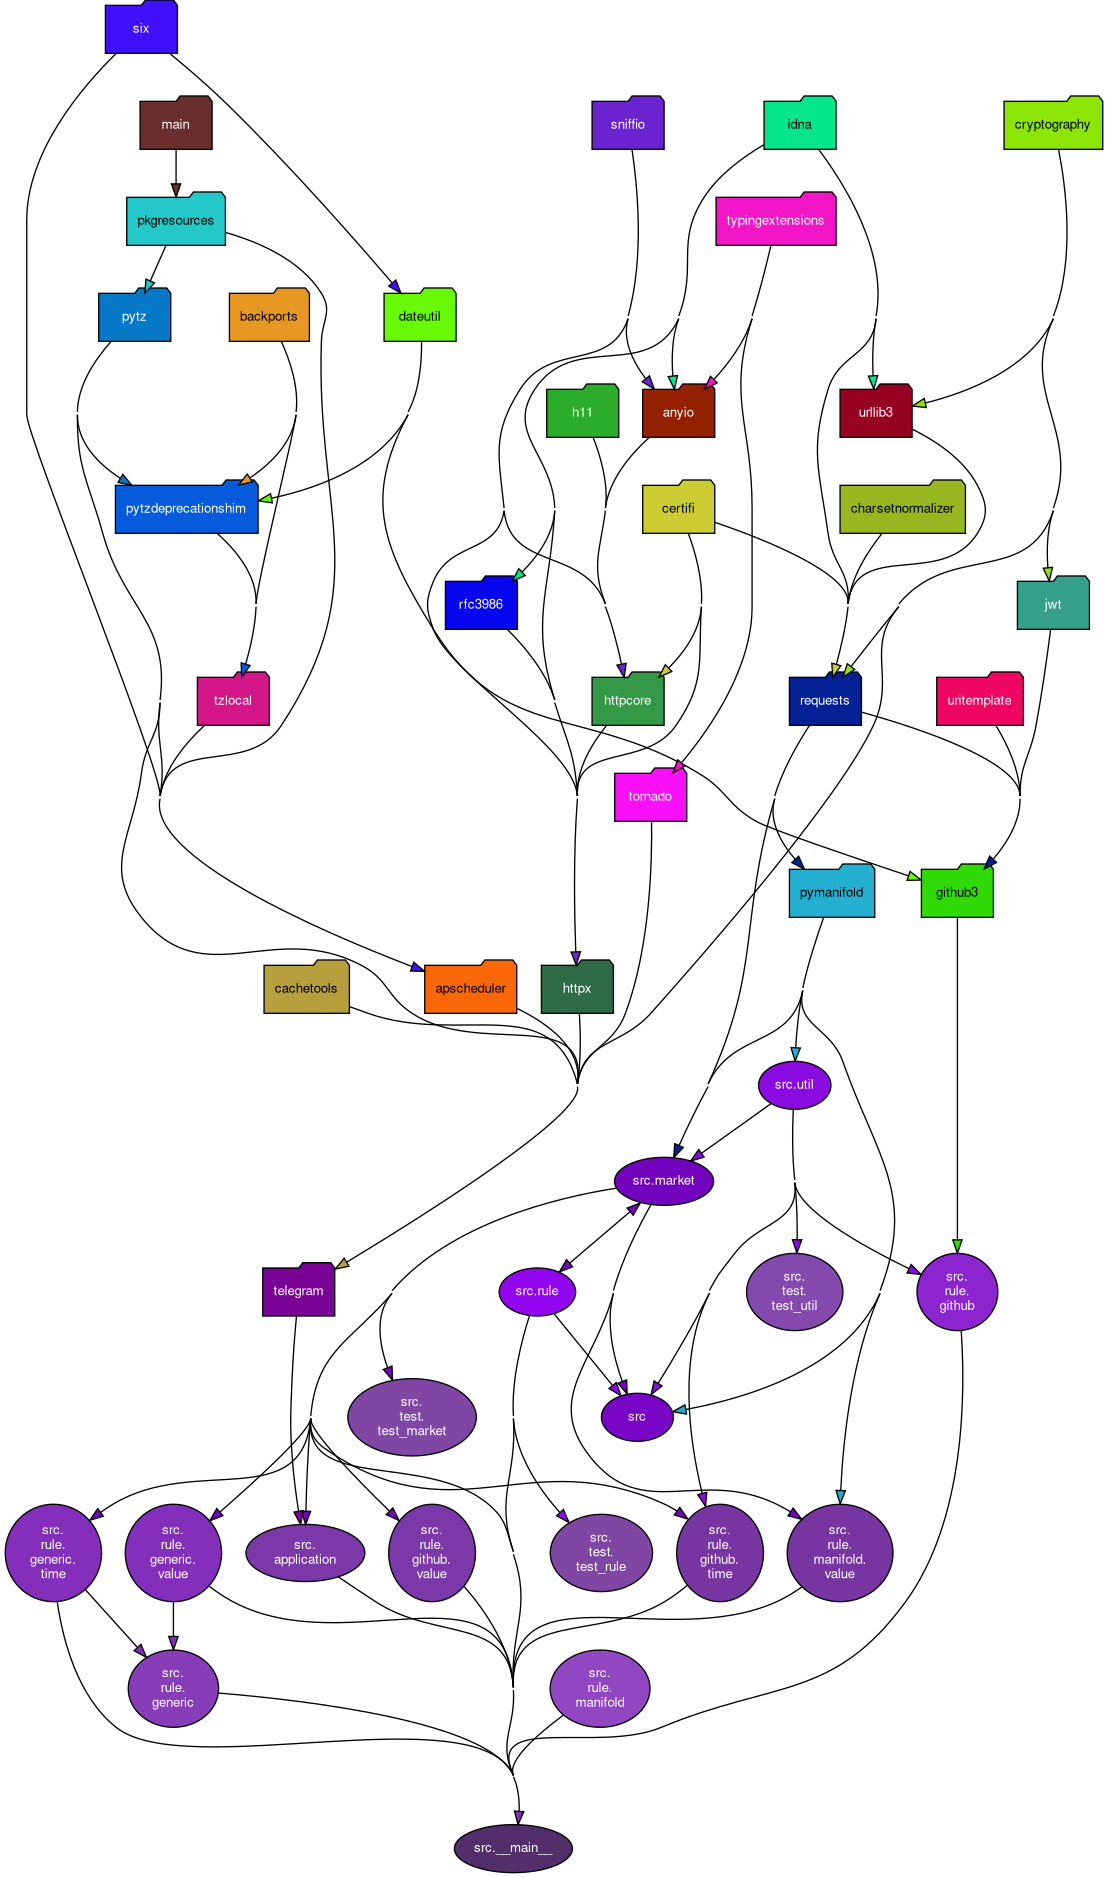 six
main
sniffio
idna
cryptography
pkgresources
typingextensions
pytz
backports
dateutil
h11
anyio
urllib3
pytzdeprecationshim
certifi
charsetnormalizer
rfc3986
jwt
tzlocal
httpcore
requests
uritemplate
tornado
pymanifold
github3
cachetools
apscheduler
httpx
src.util
src.market
telegram
src.rule
src.
test.
test_util
src.
rule.
github
src.
test.
test_market
src
src.
rule.
generic.
time
src.
rule.
generic.
value
src.
application
src.
rule.
github.
value
src.
test.
test_rule
src.
rule.
github.
time
src.
rule.
manifold.
value
src.
rule.
generic
src.
rule.
manifold
src.__main__